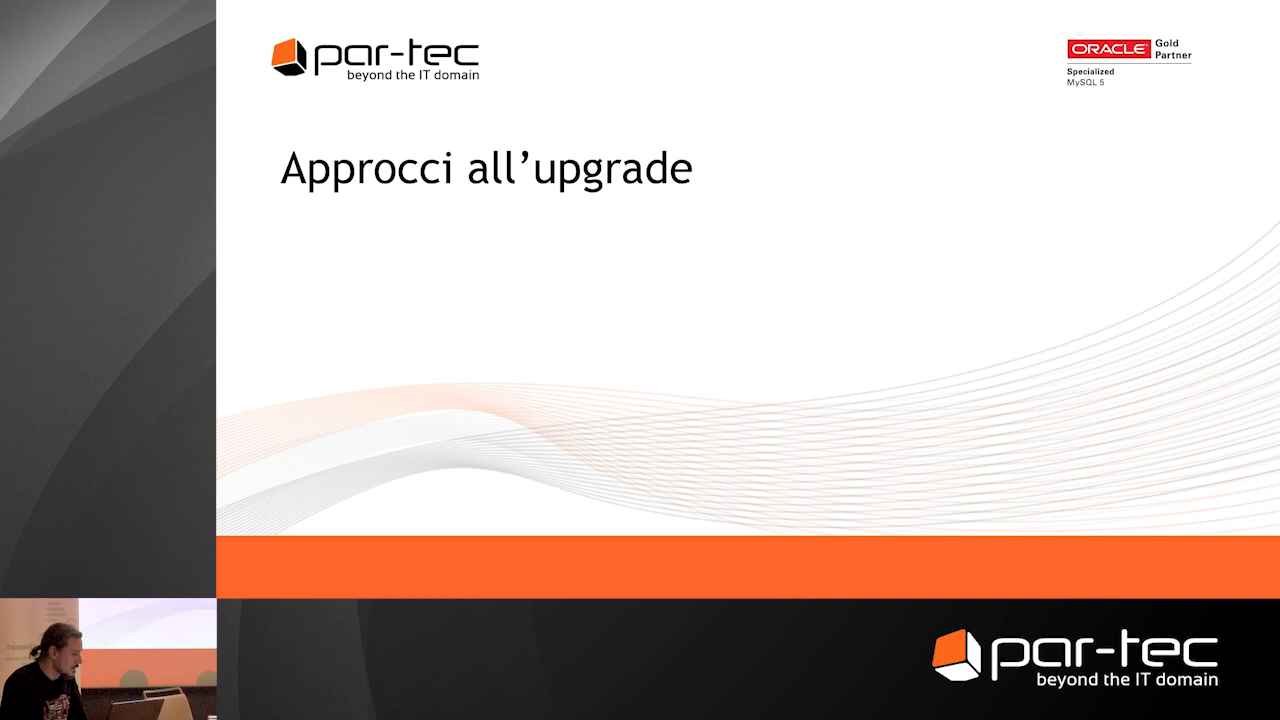 par-tec
beyond the IT domain
ORACLE Gold
Partner
Specialized
MySQL 5
Approcci all’upgrade
par-tec
beyond the IT domain